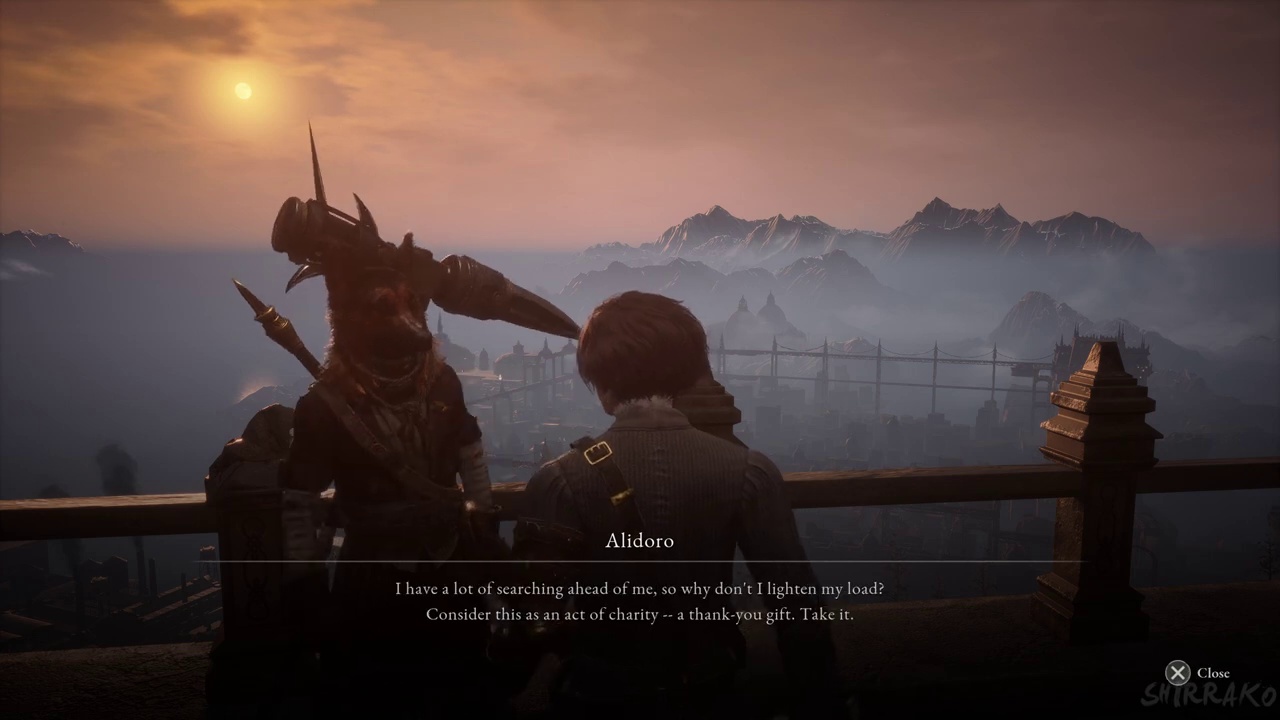 Alidoro
I have a lot of searching ahead of me, so why don't I lighten my load?
Consider this as an act of charity -- a thank-you gift. Take it.
Close
SHIRRAKO